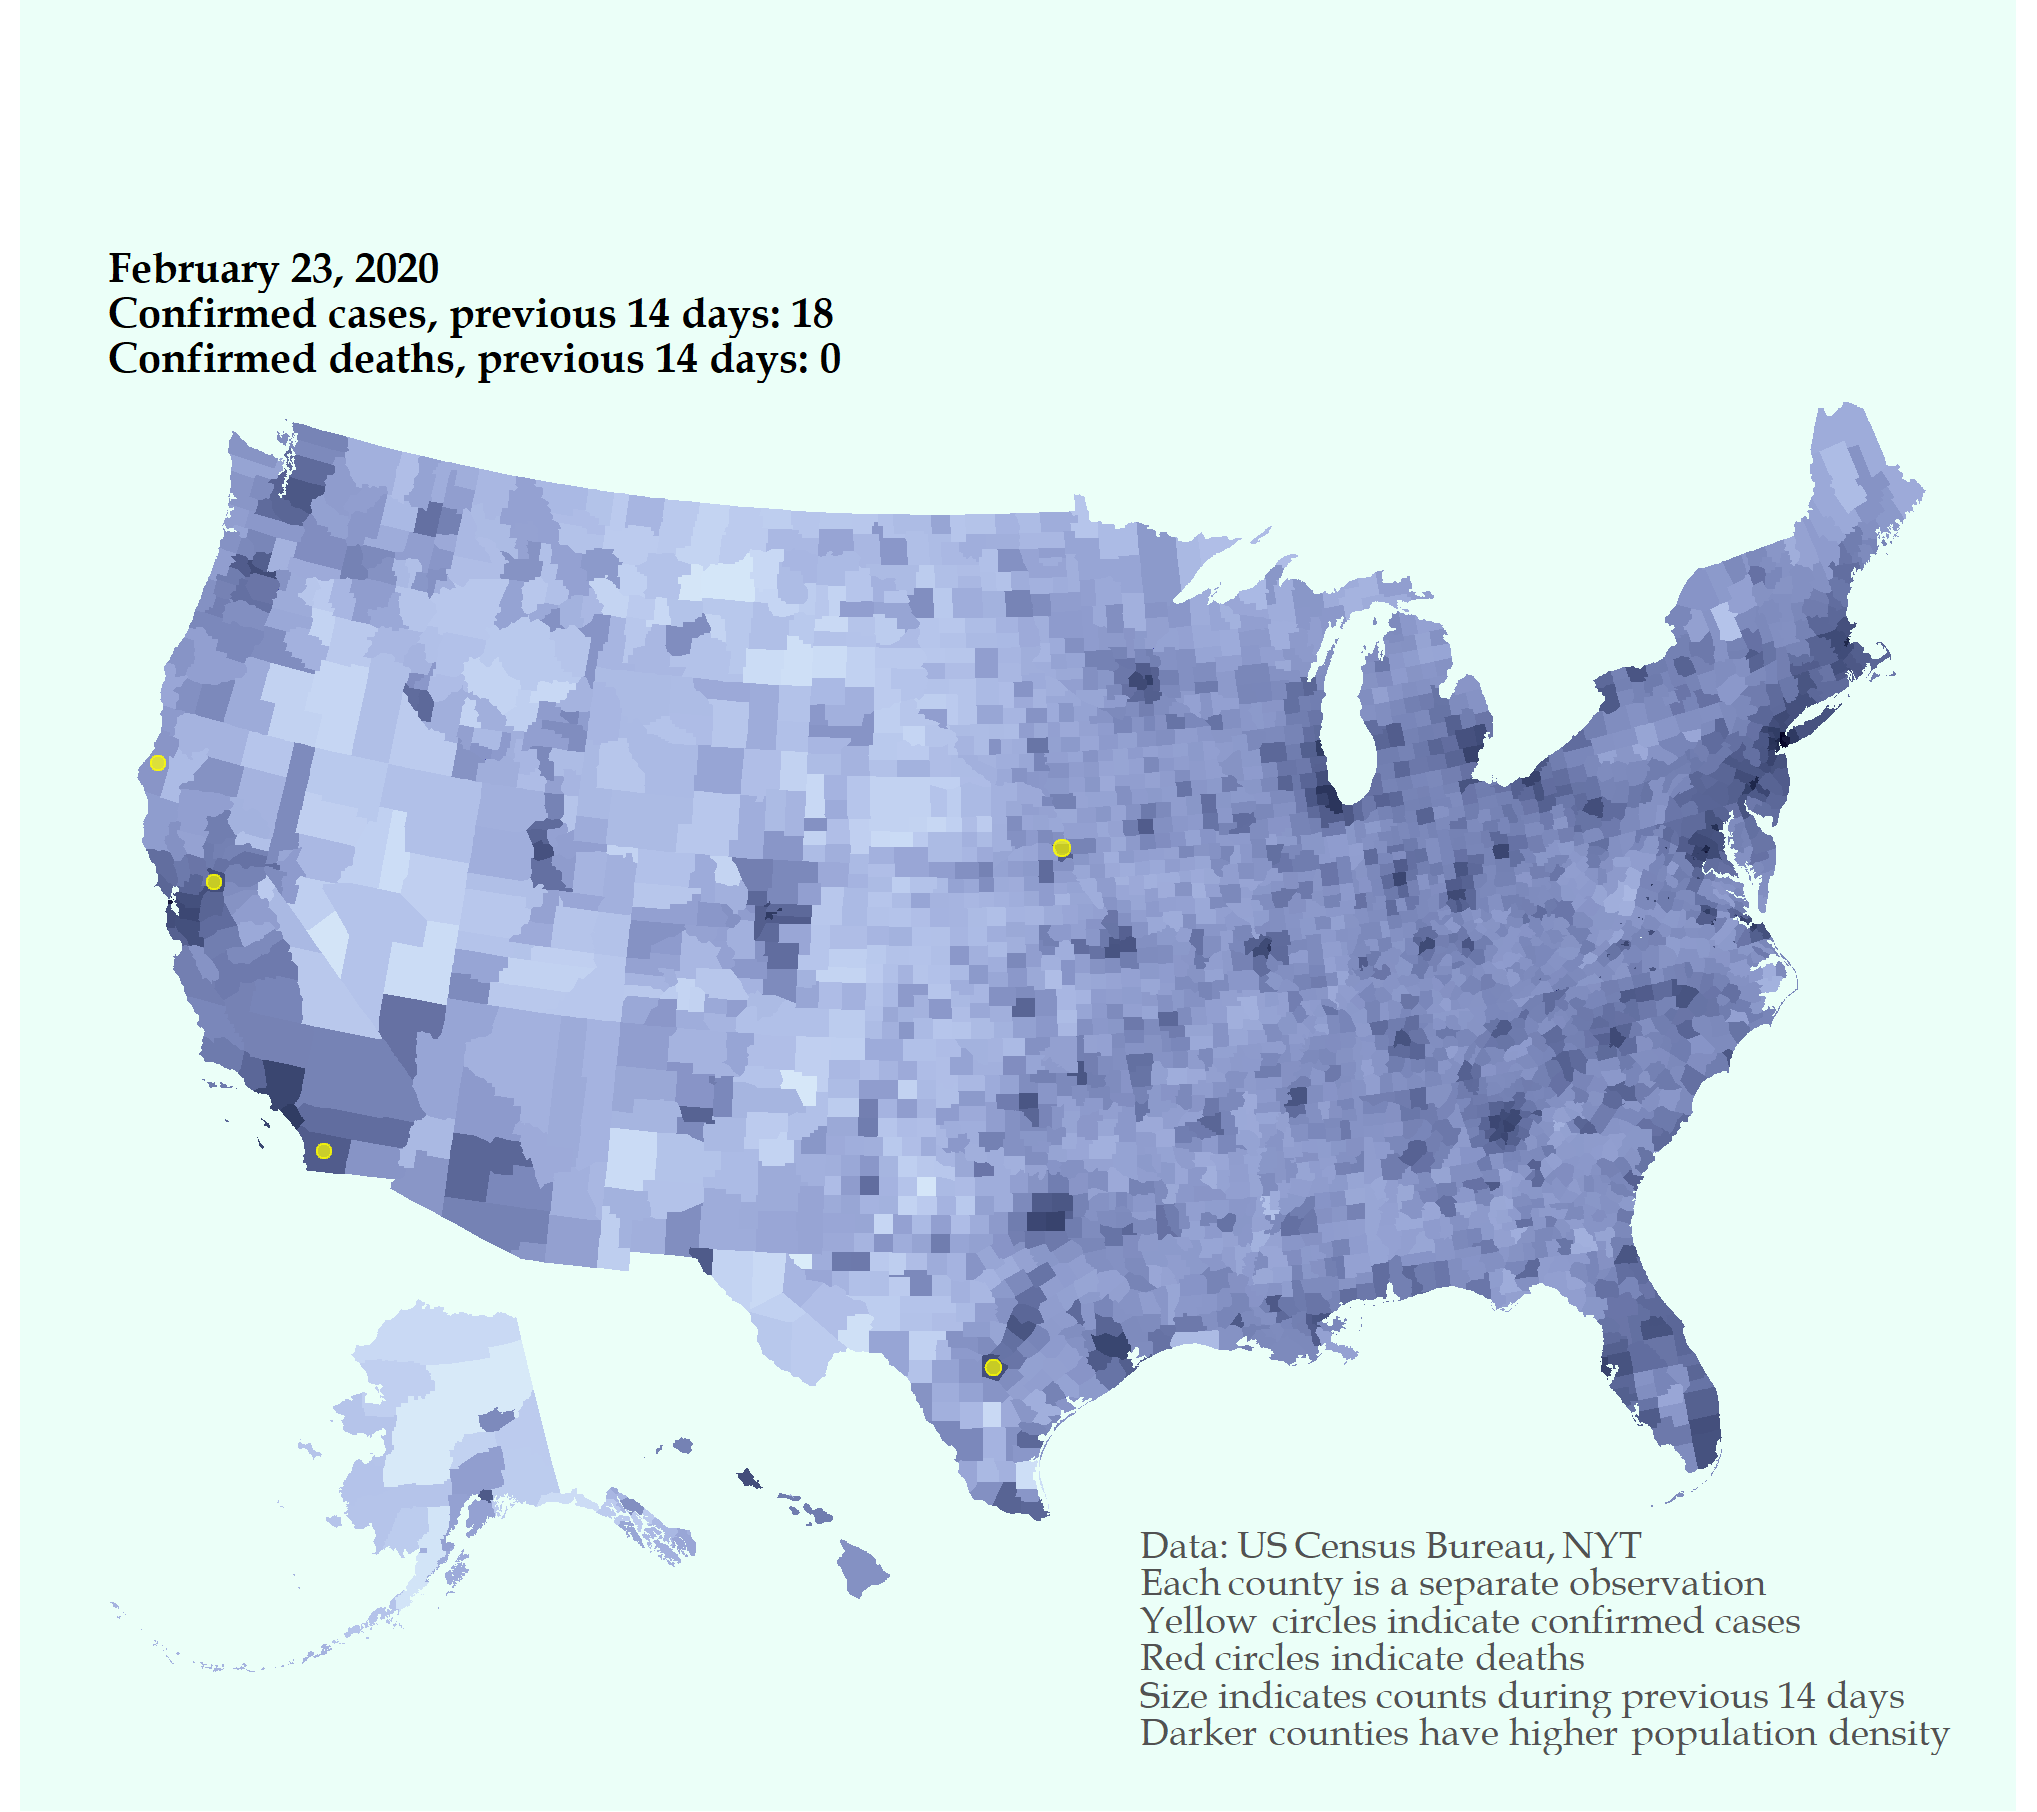 February 23, 2020
Confirmed cases, previous 14 days: 18
Confirmed deaths, previous 14 days: 0
Data: US Census Bureau, NYT
Each county is a separate observation
Yellow circles indicate confirmed cases
Red circles indicate deaths
Size indicates counts during previous 14 days
Darker counties have higher population density